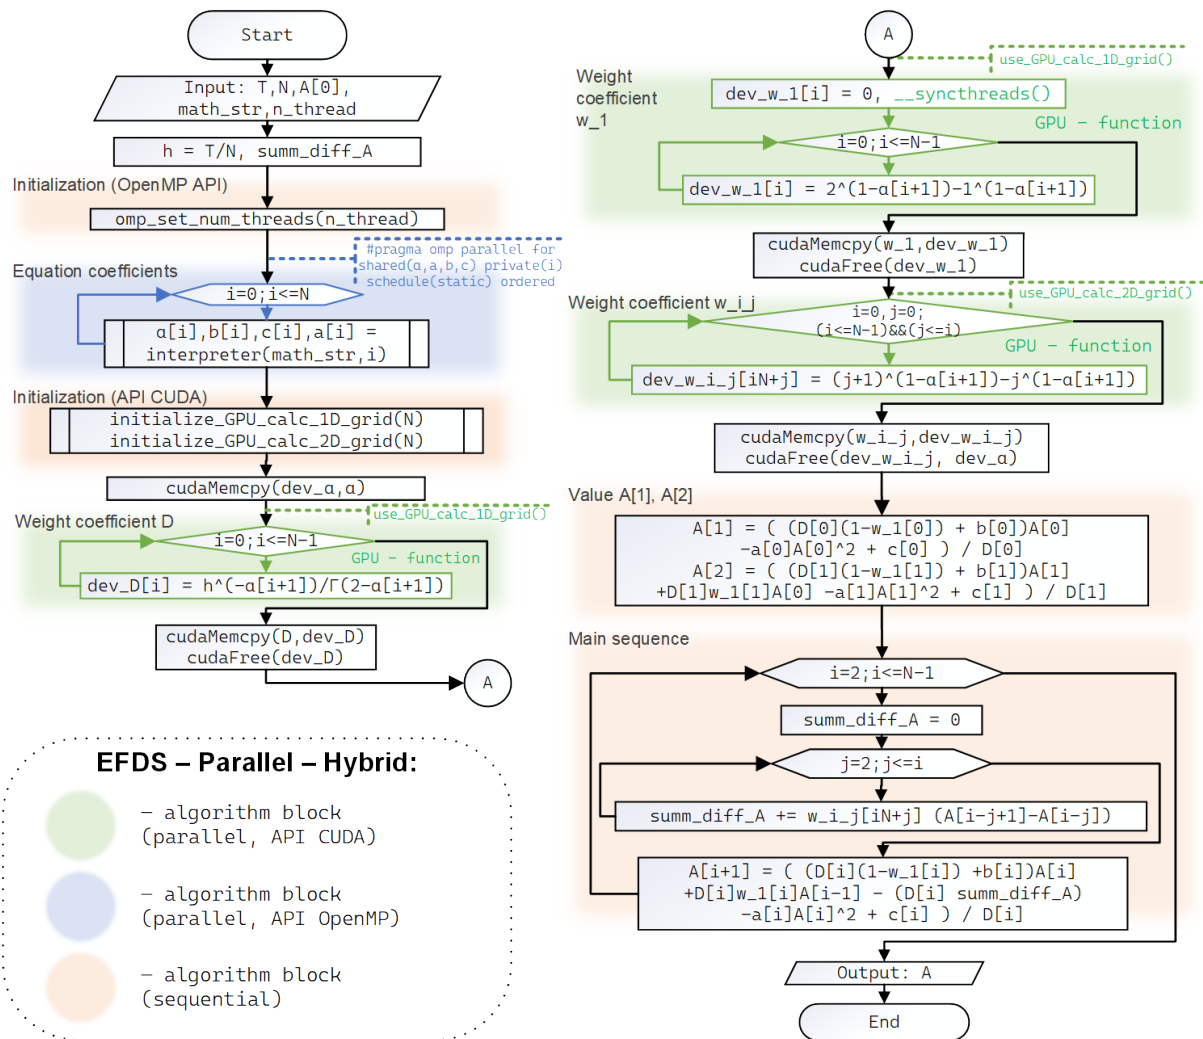 Start
Input: T,N,A[0],
math_str,n_thread
h = T/N, summ_diff_A
Initialization (OpenMP API)
omp_set_num_threads(n_thread)
#pragma omp parallel for
shared(α,a,b,c) private(i)
schedule(static) ordered
Equation coefficients
i=0;i<=N
α[i],b[i],c[i],a[i] =
interpreter(math_str,i)
Initialization (API CUDA)
initialize_GPU_calc_1D_grid(N)
initialize_GPU_calc_2D_grid(N)
cudaMemcpy(dev_α,α)
use_GPU_calc_1D_grid()
Weight coefficient D
i=0;i<=N-1
GPU - function
dev_D[i] = h^(-α[i+1])/Γ(2-α[i+1])
cudaMemcpy(D,dev_D)
cudaFree(dev_D)
A
EFDS – Parallel – Hybrid:
– algorithm block
(parallel, API CUDA)
– algorithm block
(parallel, API OpenMP)
– algorithm block
(sequential)
A
use_GPU_calc_1D_grid()
Weight
coefficient
w_1
dev_w_1[i] = 0, __syncthreads()
GPU - function
i=0;i<=N-1
dev_w_1[i] = 2^(1-α[i+1])-1^(1-α[i+1])
cudaMemcpy(w_1,dev_w_1)
cudaFree(dev_w_1)
use_GPU_calc_2D_grid()
Weight coefficient w_i_j
i=0,j=0;
(i<=N-1)&&(j<=i)
GPU - function
dev_w_i_j[iN+j] = (j+1)^(1-α[i+1])-j^(1-α[i+1])
cudaMemcpy(w_i_j,dev_w_i_j)
cudaFree(dev_w_i_j, dev_α)
Value A[1], A[2]
A[1] = ( (D[0](1-w_1[0]) + b[0])A[0]
-a[0]A[0]^2 + c[0] ) / D[0]
A[2] = ( (D[1](1-w_1[1]) + b[1])A[1]
+D[1]w_1[1]A[0] -a[1]A[1]^2 + c[1] ) / D[1]
Main sequence
i=2;i<=N-1
summ_diff_A = 0
j=2;j<=i
summ_diff_A += w_i_j[iN+j] (A[i-j+1]-A[i-j])
A[i+1] = ( (D[i](1-w_1[i]) +b[i])A[i]
+D[i]w_1[i]A[i-1] - (D[i] summ_diff_A)
-a[i]A[i]^2 + c[i] ) / D[i]
Output: A
End